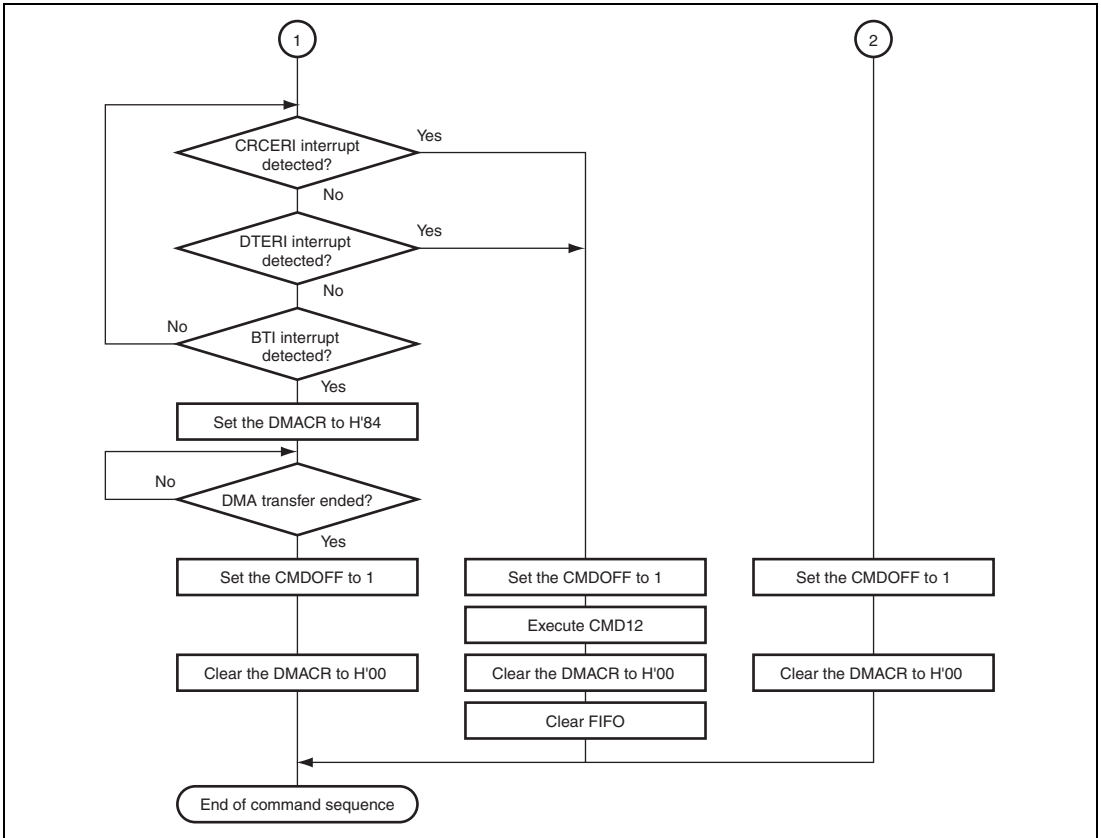 1
2
CRCERI interrupt
detected?
Yes
No
DTERI interrupt
detected?
Yes
No
BTI interrupt
detected?
No
Yes
Set the DMACR to H'84
No
DMA transfer ended?
Yes
Set the CMDOFF to 1
Set the CMDOFF to 1
Set the CMDOFF to 1
Execute CMD12
Clear the DMACR to H'00
Clear the DMACR to H'00
Clear the DMACR to H'00
Clear FIFO
End of command sequence